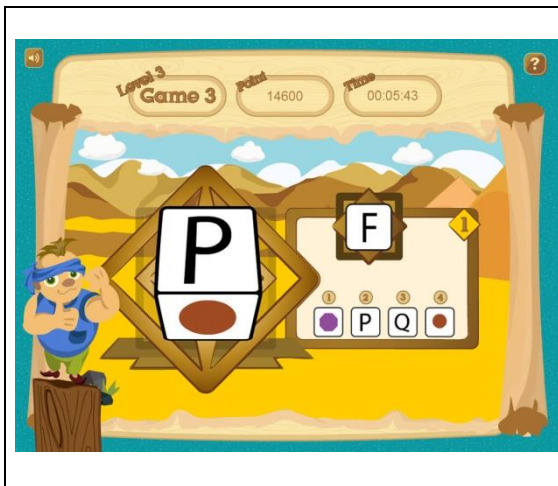 ?
Level 3
Game 3
Point
14600
Time
00:05:43
P
F
1
1 2 3 4
P Q